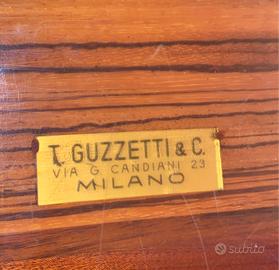 T. GUZZETTI & C.
VIA G. CANDIANI 23
MILANO
subito